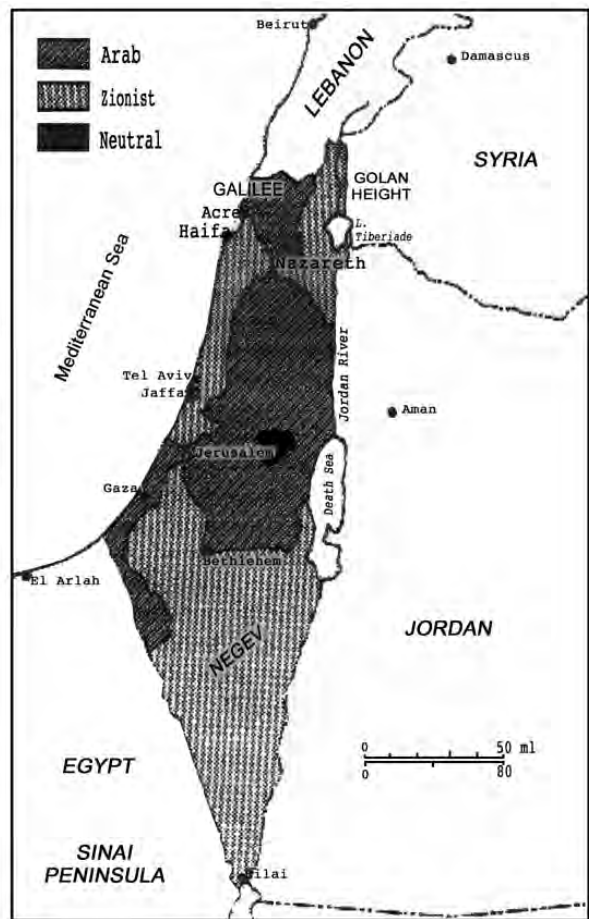 Beirut
Damascus
Arab
Zionist
Neutral
LEBANON
SYRIA
GALILEE
GOLAN
HEIGHT
Acre
Haifa
L.
Tiberiade
Nazareth
Mediterranean Sea
Tel Aviv
Jaffa
Jordan River
Aman
Jerusalem
Gaza
Death Sea
Bethlehem
El Arlah
JORDAN
NEGEV
0 50 ml
0 80
EGYPT
SINAI
PENINSULA